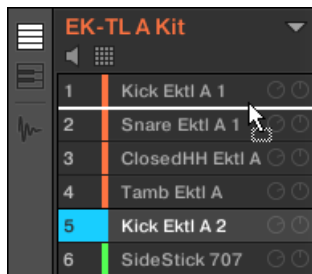 EK-TL A Kit
1 Kick Ektl A 1
2 Snare Ektl A 1
3 ClosedHH Ektl A
4 Tamb Ektl A
5 Kick Ektl A 2
6 SideStick 707